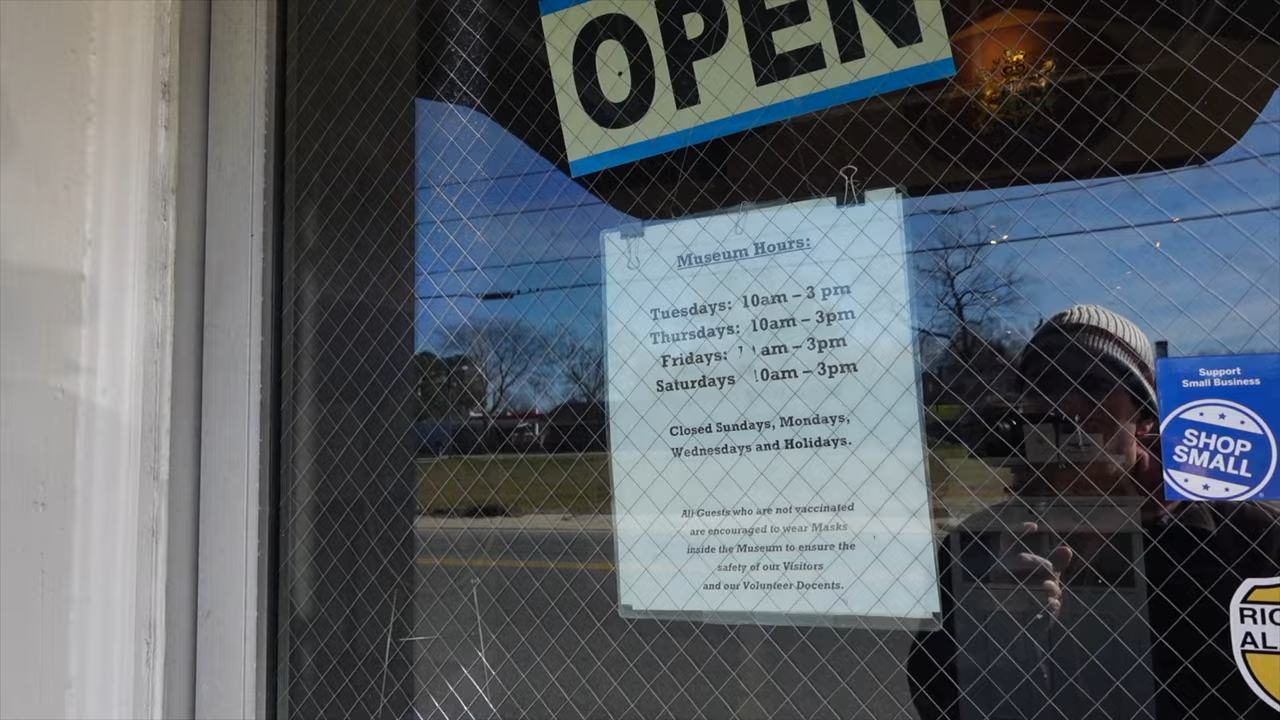 OPEN
Museum Hours:
Tuesdays: 10am – 3 pm
Thursdays: 10am – 3pm
Fridays: am – 3pm
Saturdays 10am – 3pm
Closed Sundays, Mondays,
Wednesdays and Holidays.
All Guests who are not vaccinated
are encouraged to wear Masks
inside the Museum to ensure the
safety of our Visitors
and our Volunteer Docents.
Support
Small Business
SHOP
SMALL
RIC
AL